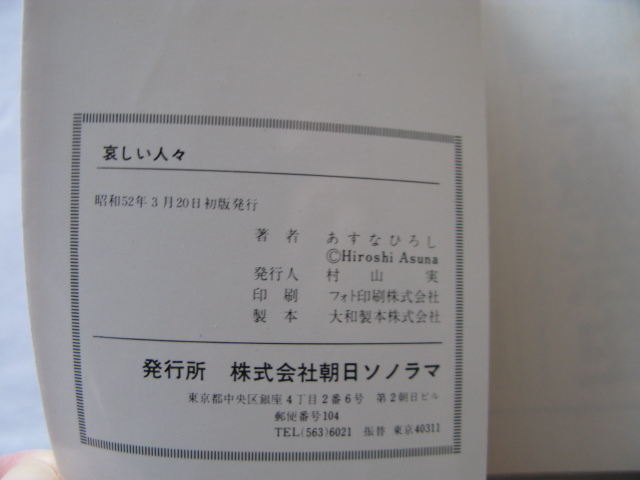 哀しい人々
昭和52年3月20日初版発行
著者 あすなひろし
©Hiroshi Asuna
発行人 村山実
印刷 フォト印刷株式会社
製本 大和製本株式会社
発行所 株式会社朝日ソノラマ
東京都中央区銀座4丁目2番6号 第2朝日ビル
郵便番号104
TEL(563)6021 振替 東京40311